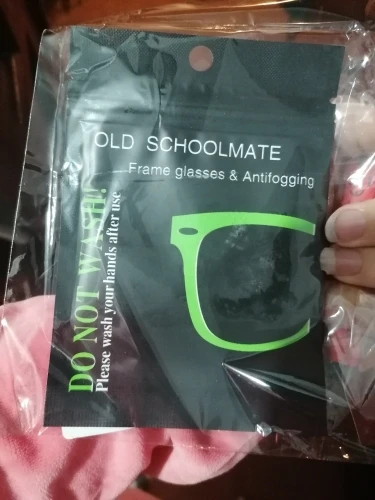 OLD SCHOOLMATE
Frame glasses & Antifogging
DO NOT WASH!
Please wash your hands after use